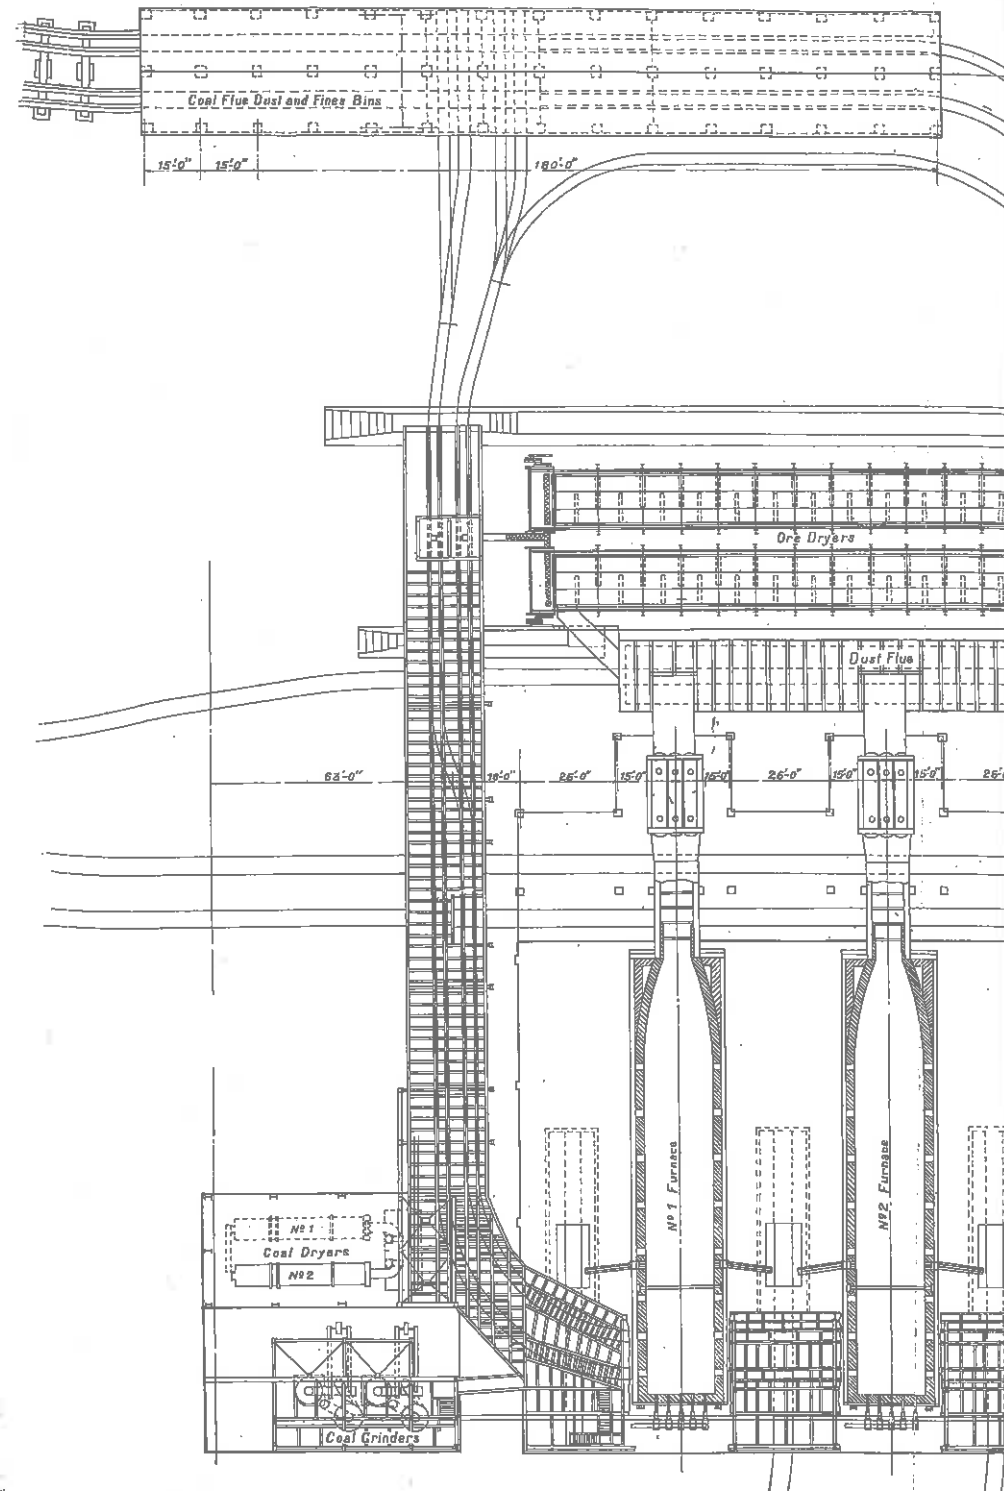 Coal Flue Dust and Fines Bins
15'-0" 15'-0" 180'-0"
Ore Dryers
Dust Flue
63'-0" 16'-0" 26'-0" 15'-0" 15'-0" 26'-0" 15'-0" 15'-0" 26
Nº 1 Furnace
Nº 2 Furnace
Nº 1
Coal Dryers
Nº 2
Coal Grinders